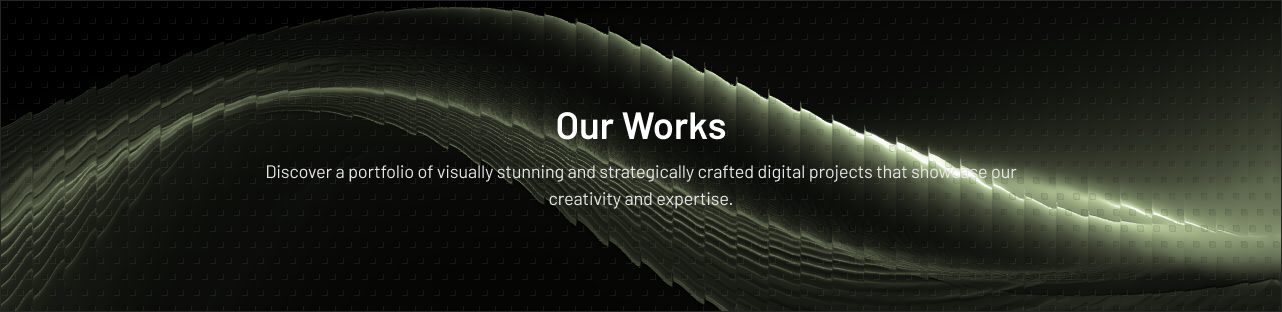 Our Works
Discover a portfolio of visually stunning and strategically crafted digital projects that showcase our
creativity and expertise.